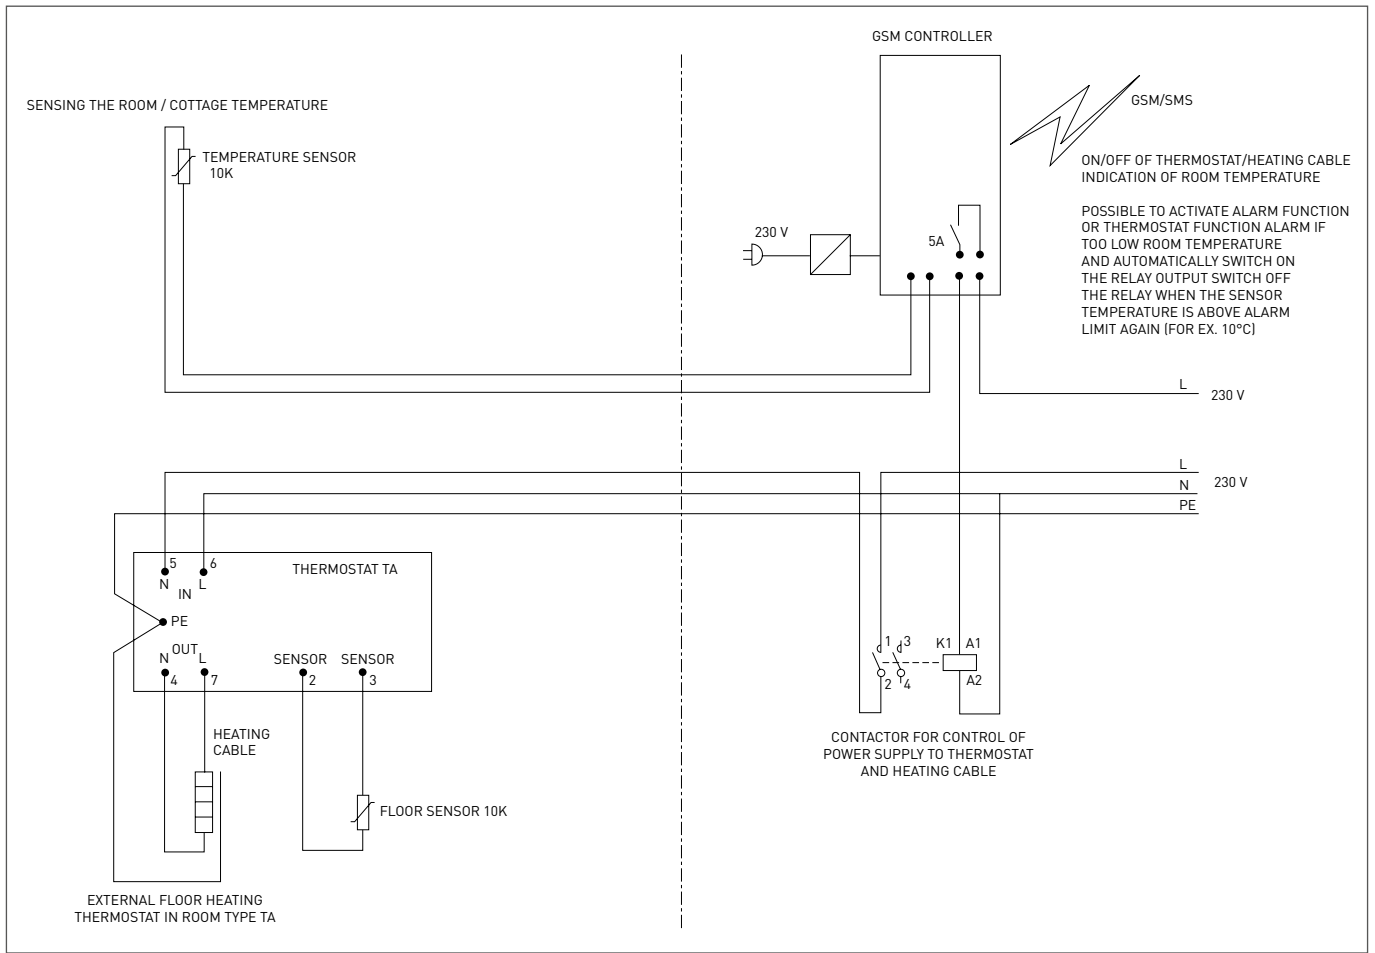 GSM CONTROLLER
SENSING THE ROOM / COTTAGE TEMPERATURE
GSM/SMS
TEMPERATURE SENSOR
10K
ON/OFF OF THERMOSTAT/HEATING CABLE
INDICATION OF ROOM TEMPERATURE
POSSIBLE TO ACTIVATE ALARM FUNCTION
OR THERMOSTAT FUNCTION ALARM IF
TOO LOW ROOM TEMPERATURE
AND AUTOMATICALLY SWITCH ON
THE RELAY OUTPUT SWITCH OFF
THE RELAY WHEN THE SENSOR
TEMPERATURE IS ABOVE ALARM
LIMIT AGAIN (FOR EX. 10°C)
230 V
5A
L
230 V
L
N
PE
230 V
5
6
N
L
IN
THERMOSTAT TA
PE
OUT
N
L
4
7
SENSOR
SENSOR
2
3
1
3
2
4
K1
A1
A2
HEATING
CABLE
CONTACTOR FOR CONTROL OF
POWER SUPPLY TO THERMOSTAT
AND HEATING CABLE
FLOOR SENSOR 10K
EXTERNAL FLOOR HEATING
THERMOSTAT IN ROOM TYPE TA